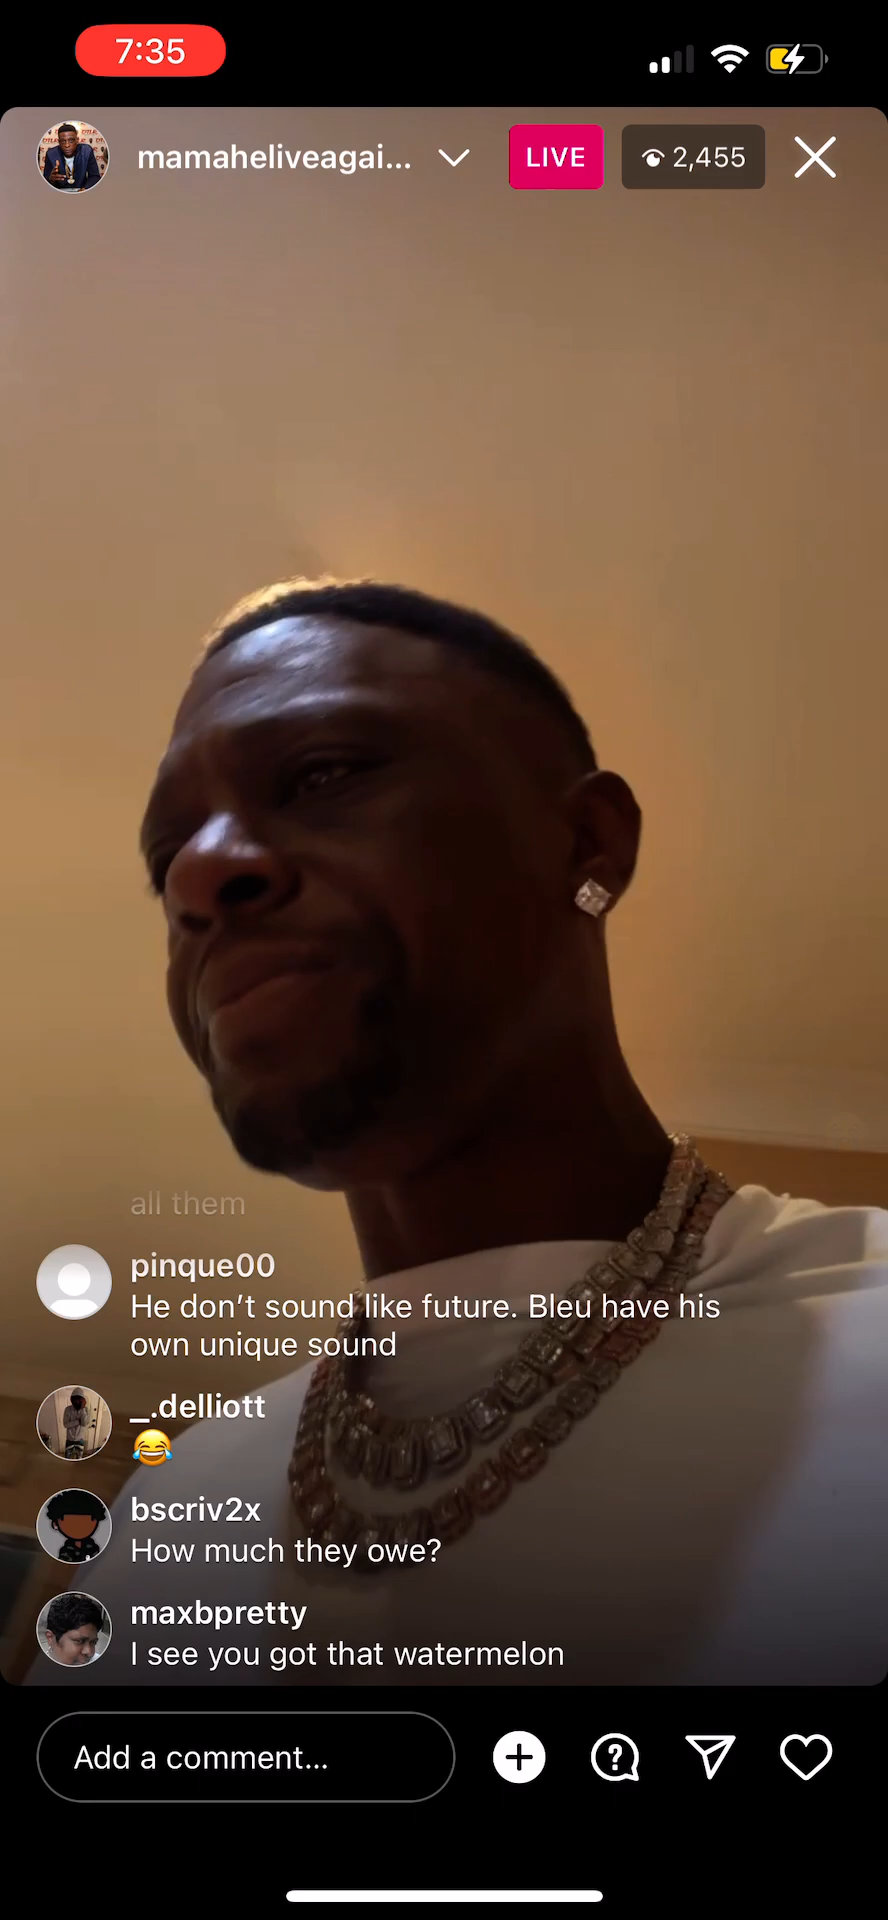 7:35
mamaheliveagai...
LIVE
2,455
all them
pinque00
He don’t sound like future. Bleu have his
own unique sound
_.delliott
😂
bscriv2x
How much they owe?
maxbpretty
I see you got that watermelon
Add a comment...